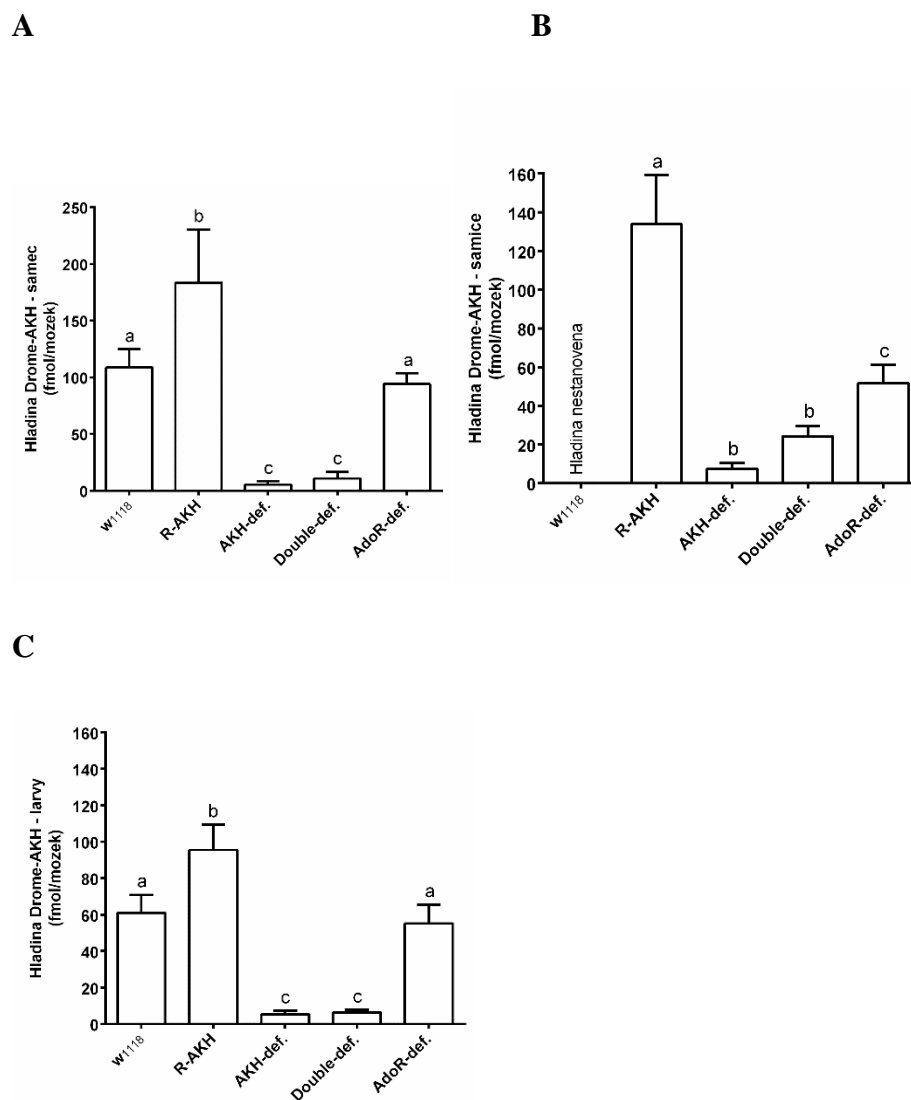 A
B
Hladina Drome-AKH - samec
(fmol/mozek)
250
200
150
100
50
0
a
b
c
c
a
w1118
R-AKH
AKH-def.
Double-def.
AdoR-def.
Hladina Drome-AKH - samice
(fmol/mozek)
160
140
120
100
80
60
40
20
0
Hladina nestanovena
a
b
b
c
w1118
R-AKH
AKH-def.
Double-def.
AdoR-def.
C
Hladina Drome-AKH - larvy
(fmol/mozek)
160
140
120
100
80
60
40
20
0
a
b
c
c
a
w1118
R-AKH
AKH-def.
Double-def.
AdoR-def.